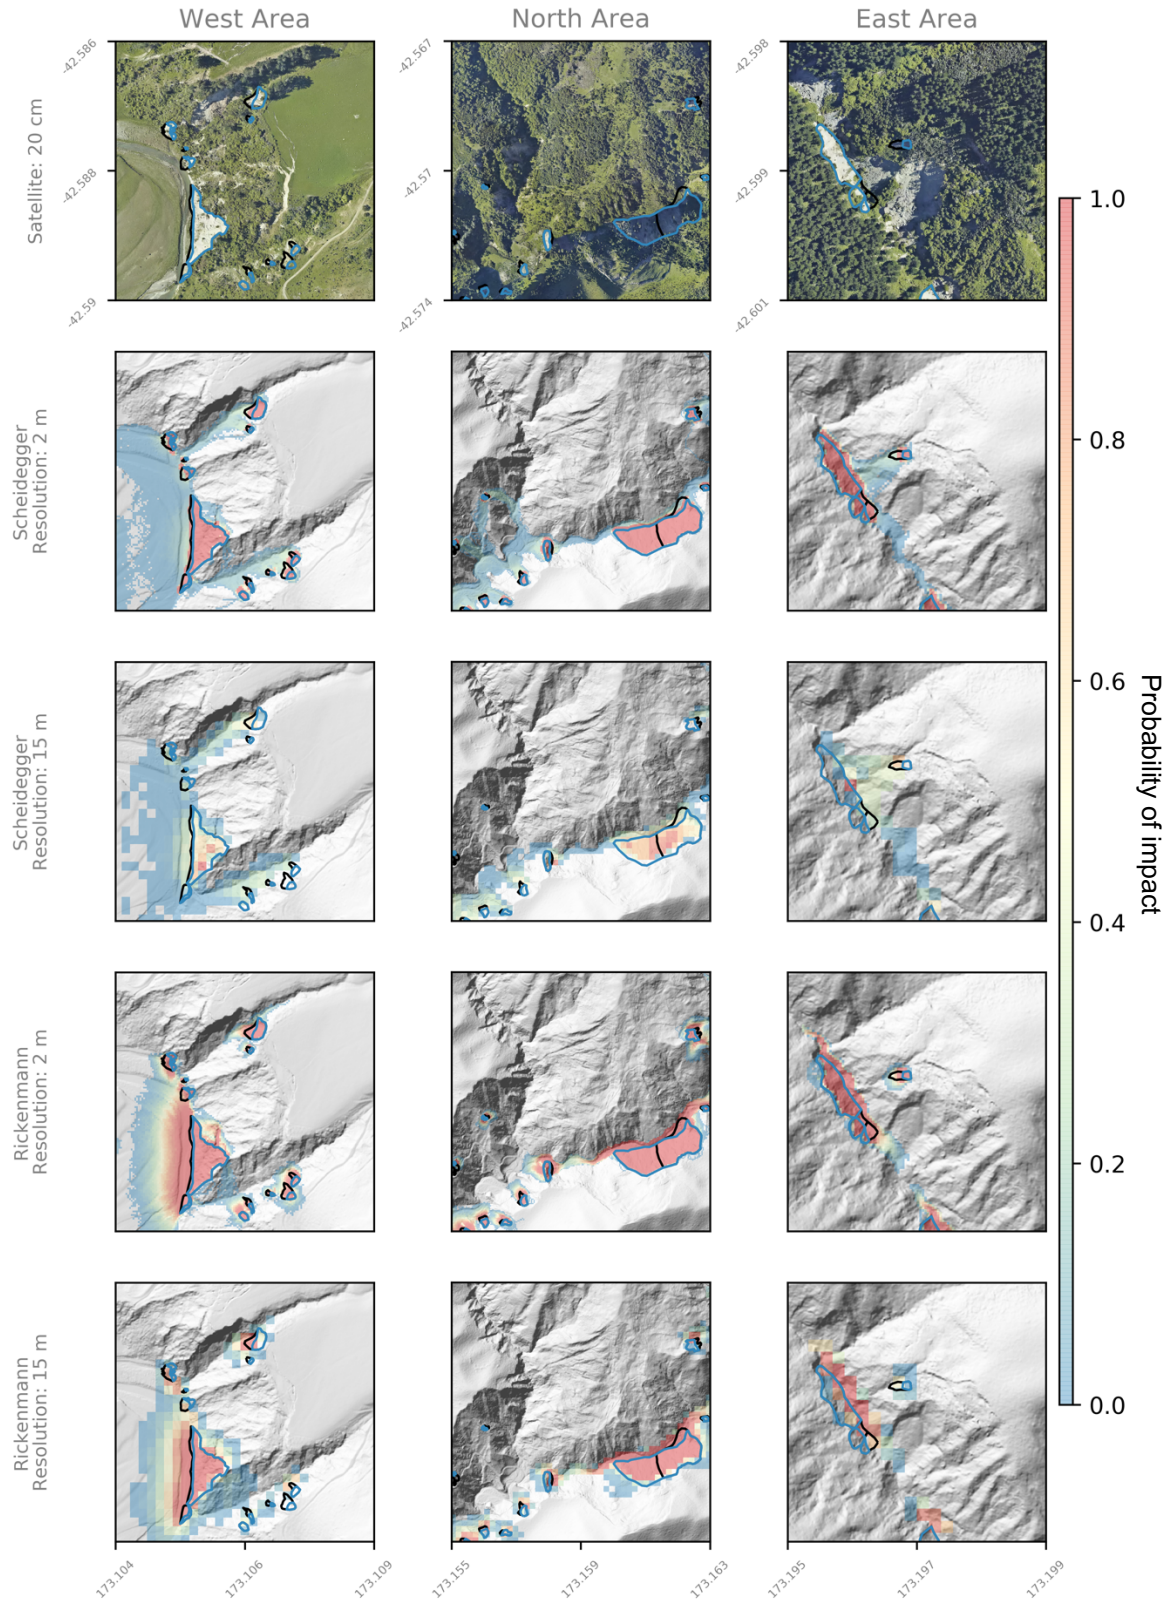 West Area
North Area
East Area
Satellite: 20 cm
-42.586
-42.588
-42.59
-42.567
-42.57
-42.574
-42.598
-42.599
-42.601
Scheidegger
Resolution: 2 m
Scheidegger
Resolution: 15 m
Rickenmann
Resolution: 2 m
Rickenmann
Resolution: 15 m
173.104
173.106
173.109
173.155
173.159
173.163
173.195
173.197
173.199
1.0
0.8
0.6
0.4
0.2
0.0
Probability of impact